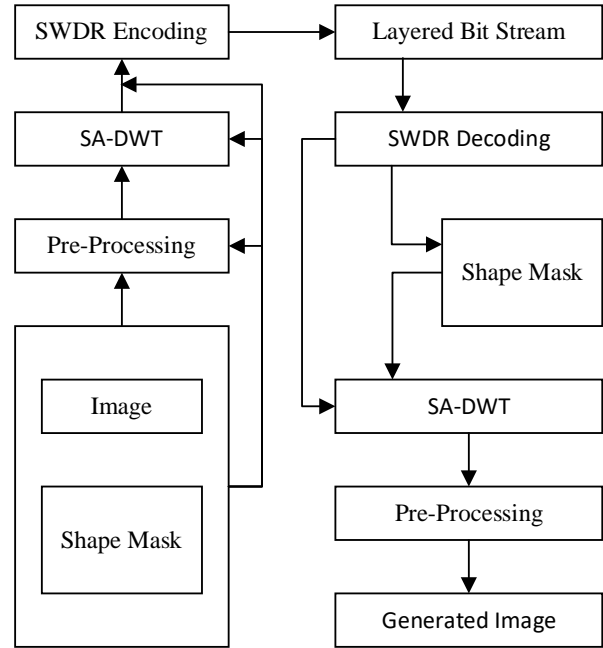 SWDR Encoding
SA-DWT
Pre-Processing
Image
Shape Mask
Layered Bit Stream
SWDR Decoding
Shape Mask
SA-DWT
Pre-Processing
Generated Image